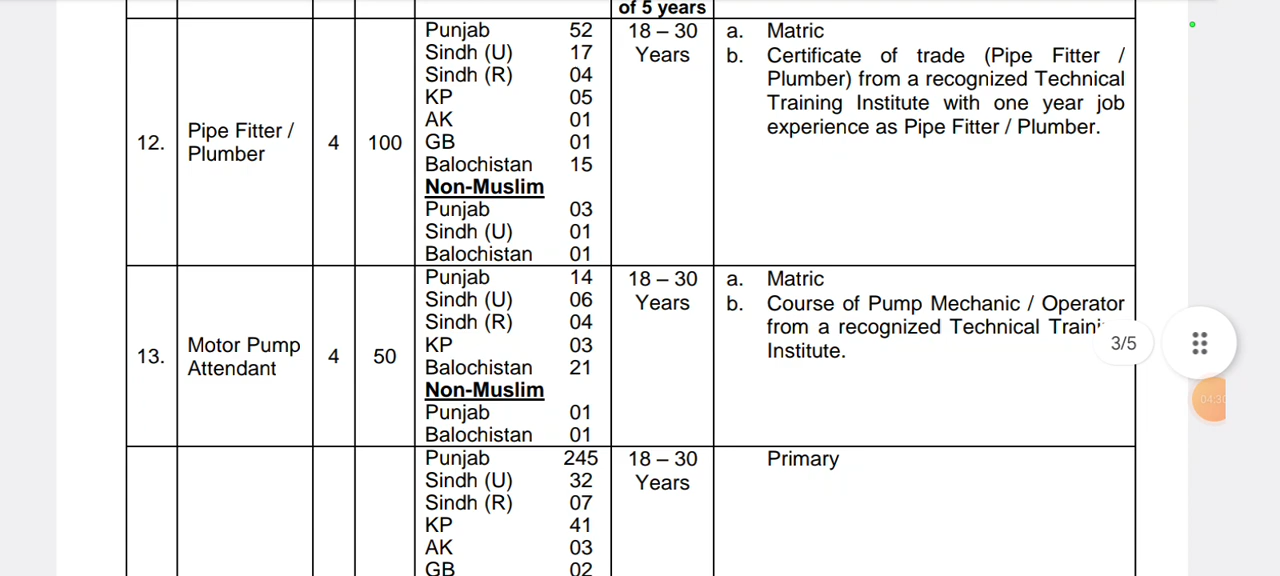 of 5 years
12.
Pipe Fitter /
Plumber
4
100
Punjab 52
Sindh (U) 17
Sindh (R) 04
KP 05
AK 01
GB 01
Balochistan 15
Non-Muslim
Punjab 03
Sindh (U) 01
Balochistan 01
18 – 30
Years
a. Matric
b. Certificate of trade (Pipe Fitter /
Plumber) from a recognized Technical
Training Institute with one year job
experience as Pipe Fitter / Plumber.
13.
Motor Pump
Attendant
4
50
Punjab 14
Sindh (U) 06
Sindh (R) 04
KP 03
Balochistan 21
Non-Muslim
Punjab 01
Balochistan 01
18 – 30
Years
a. Matric
b. Course of Pump Mechanic / Operator
from a recognized Technical Traini
Institute.
3/5
Punjab 245
Sindh (U) 32
Sindh (R) 07
KP 41
AK 03
GB 02
18 – 30
Years
Primary